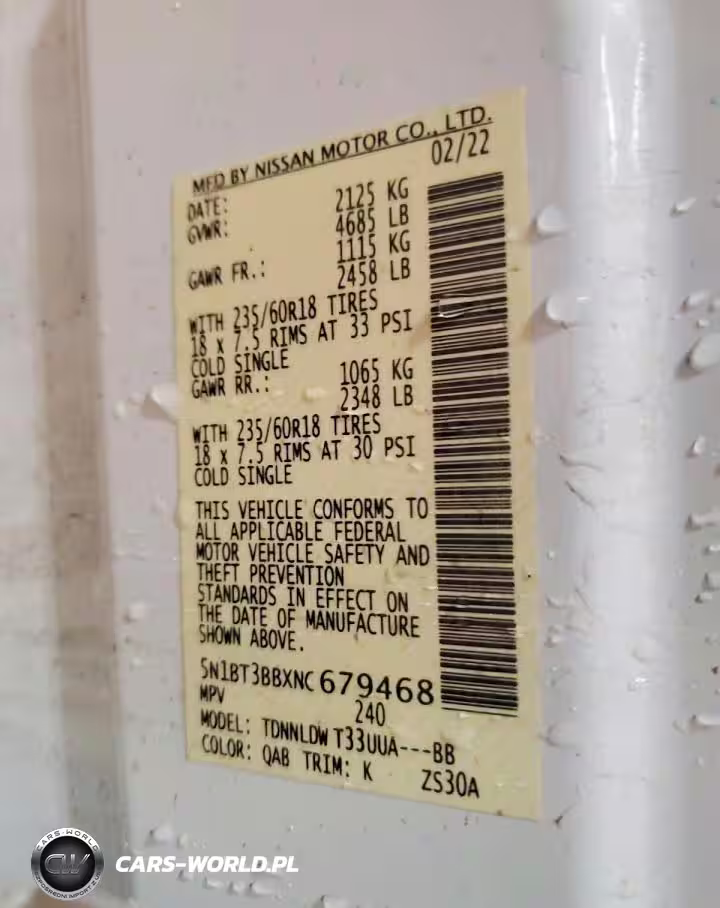 MFD BY NISSAN MOTOR CO., LTD.
DATE: 02/22
GVWR: 2125 KG
4685 LB
GAWR FR.: 1115 KG
2458 LB
WITH 235/60R18 TIRES
18 x 7.5 RIMS AT 33 PSI
COLD SINGLE
GAWR RR.: 1065 KG
2348 LB
WITH 235/60R18 TIRES
18 x 7.5 RIMS AT 30 PSI
COLD SINGLE
THIS VEHICLE CONFORMS TO
ALL APPLICABLE FEDERAL
MOTOR VEHICLE SAFETY AND
THEFT PREVENTION
STANDARDS IN EFFECT ON
THE DATE OF MANUFACTURE
SHOWN ABOVE.
5N1BT3BBXNC679468
MPV 240
MODEL: TDNNLDW T33UUA---BB
COLOR: QAB TRIM: K ZS30A
CARS-WORLD
CW
CARS-WORLD.PL